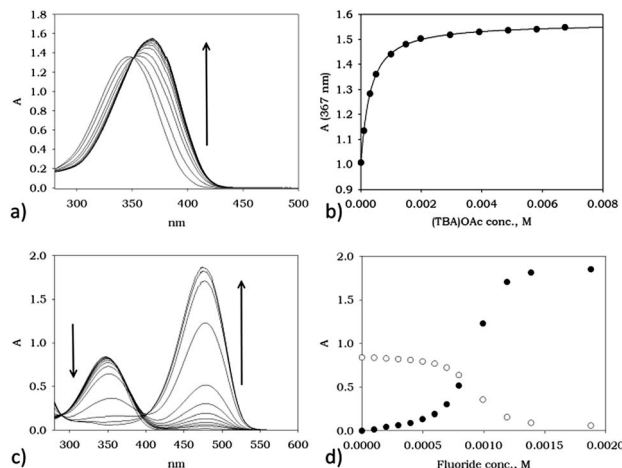 1.8
1.6
1.4
1.2
1.0
0.8
0.6
0.4
0.2
0.0
A
300 350 400 450 500
nm
a)
1.6
1.5
1.4
1.3
1.2
1.1
1.0
0.9
A (367 nm)
0.000 0.002 0.004 0.006 0.008
(TBA)OAc conc., M
b)
2.0
1.5
1.0
0.5
0.0
A
300 350 400 450 500 550 600
nm
c)
2.0
1.5
1.0
0.5
0.0
A
0.0000 0.0005 0.0010 0.0015 0.0020
Fluoride conc., M
d)